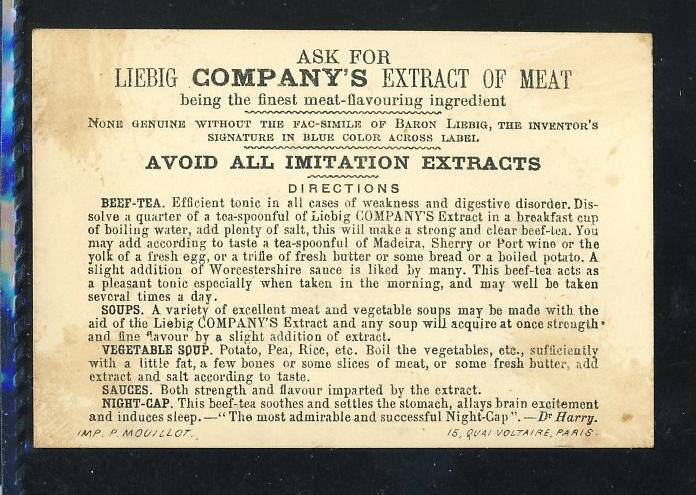 ASK FOR
LIEBIG COMPANY'S EXTRACT OF MEAT
being the finest meat-flavouring ingredient
NONE GENUINE WITHOUT THE FAC-SIMILE OF BARON LIEBIG, THE INVENTOR'S
SIGNATURE IN BLUE COLOR ACROSS LABEL
AVOID ALL IMITATION EXTRACTS
DIRECTIONS
BEEF-TEA. Efficient tonic in all cases of weakness and digestive disorder. Dis-
solve a quarter of a tea-spoonful of Liebig COMPANY'S Extract in a breakfast cup
of boiling water, add plenty of salt, this will make a strong and clear beef-tea. You
may add according to taste a tea-spoonful of Madeira, Sherry or Port wine or the
yolk of a fresh egg, or a trifle of fresh butter or some bread or a boiled potato. A
slight addition of Worcestershire sauce is liked by many. This beef-tea acts as
a pleasant tonic especially when taken in the morning, and may well be taken
several times a day.
SOUPS. A variety of excellent meat and vegetable soups may be made with the
aid of the Liebig COMPANY'S Extract and any soup will acquire at once strength
and fine flavour by a slight addition of extract.
VEGETABLE SOUP. Potato, Pea, Rice, etc. Boil the vegetables, etc., sufficiently
with a little fat, a few bones or some slices of meat, or some fresh butter, add
extract and salt according to taste.
SAUCES. Both strength and flavour imparted by the extract.
NIGHT-CAP. This beef-tea soothes and settles the stomach, allays brain excitement
and induces sleep. — "The most admirable and successful Night-Cap". — Dr Harry.
IMP. P. MOUILLOT. 15, QUAI VOLTAIRE, PARIS.